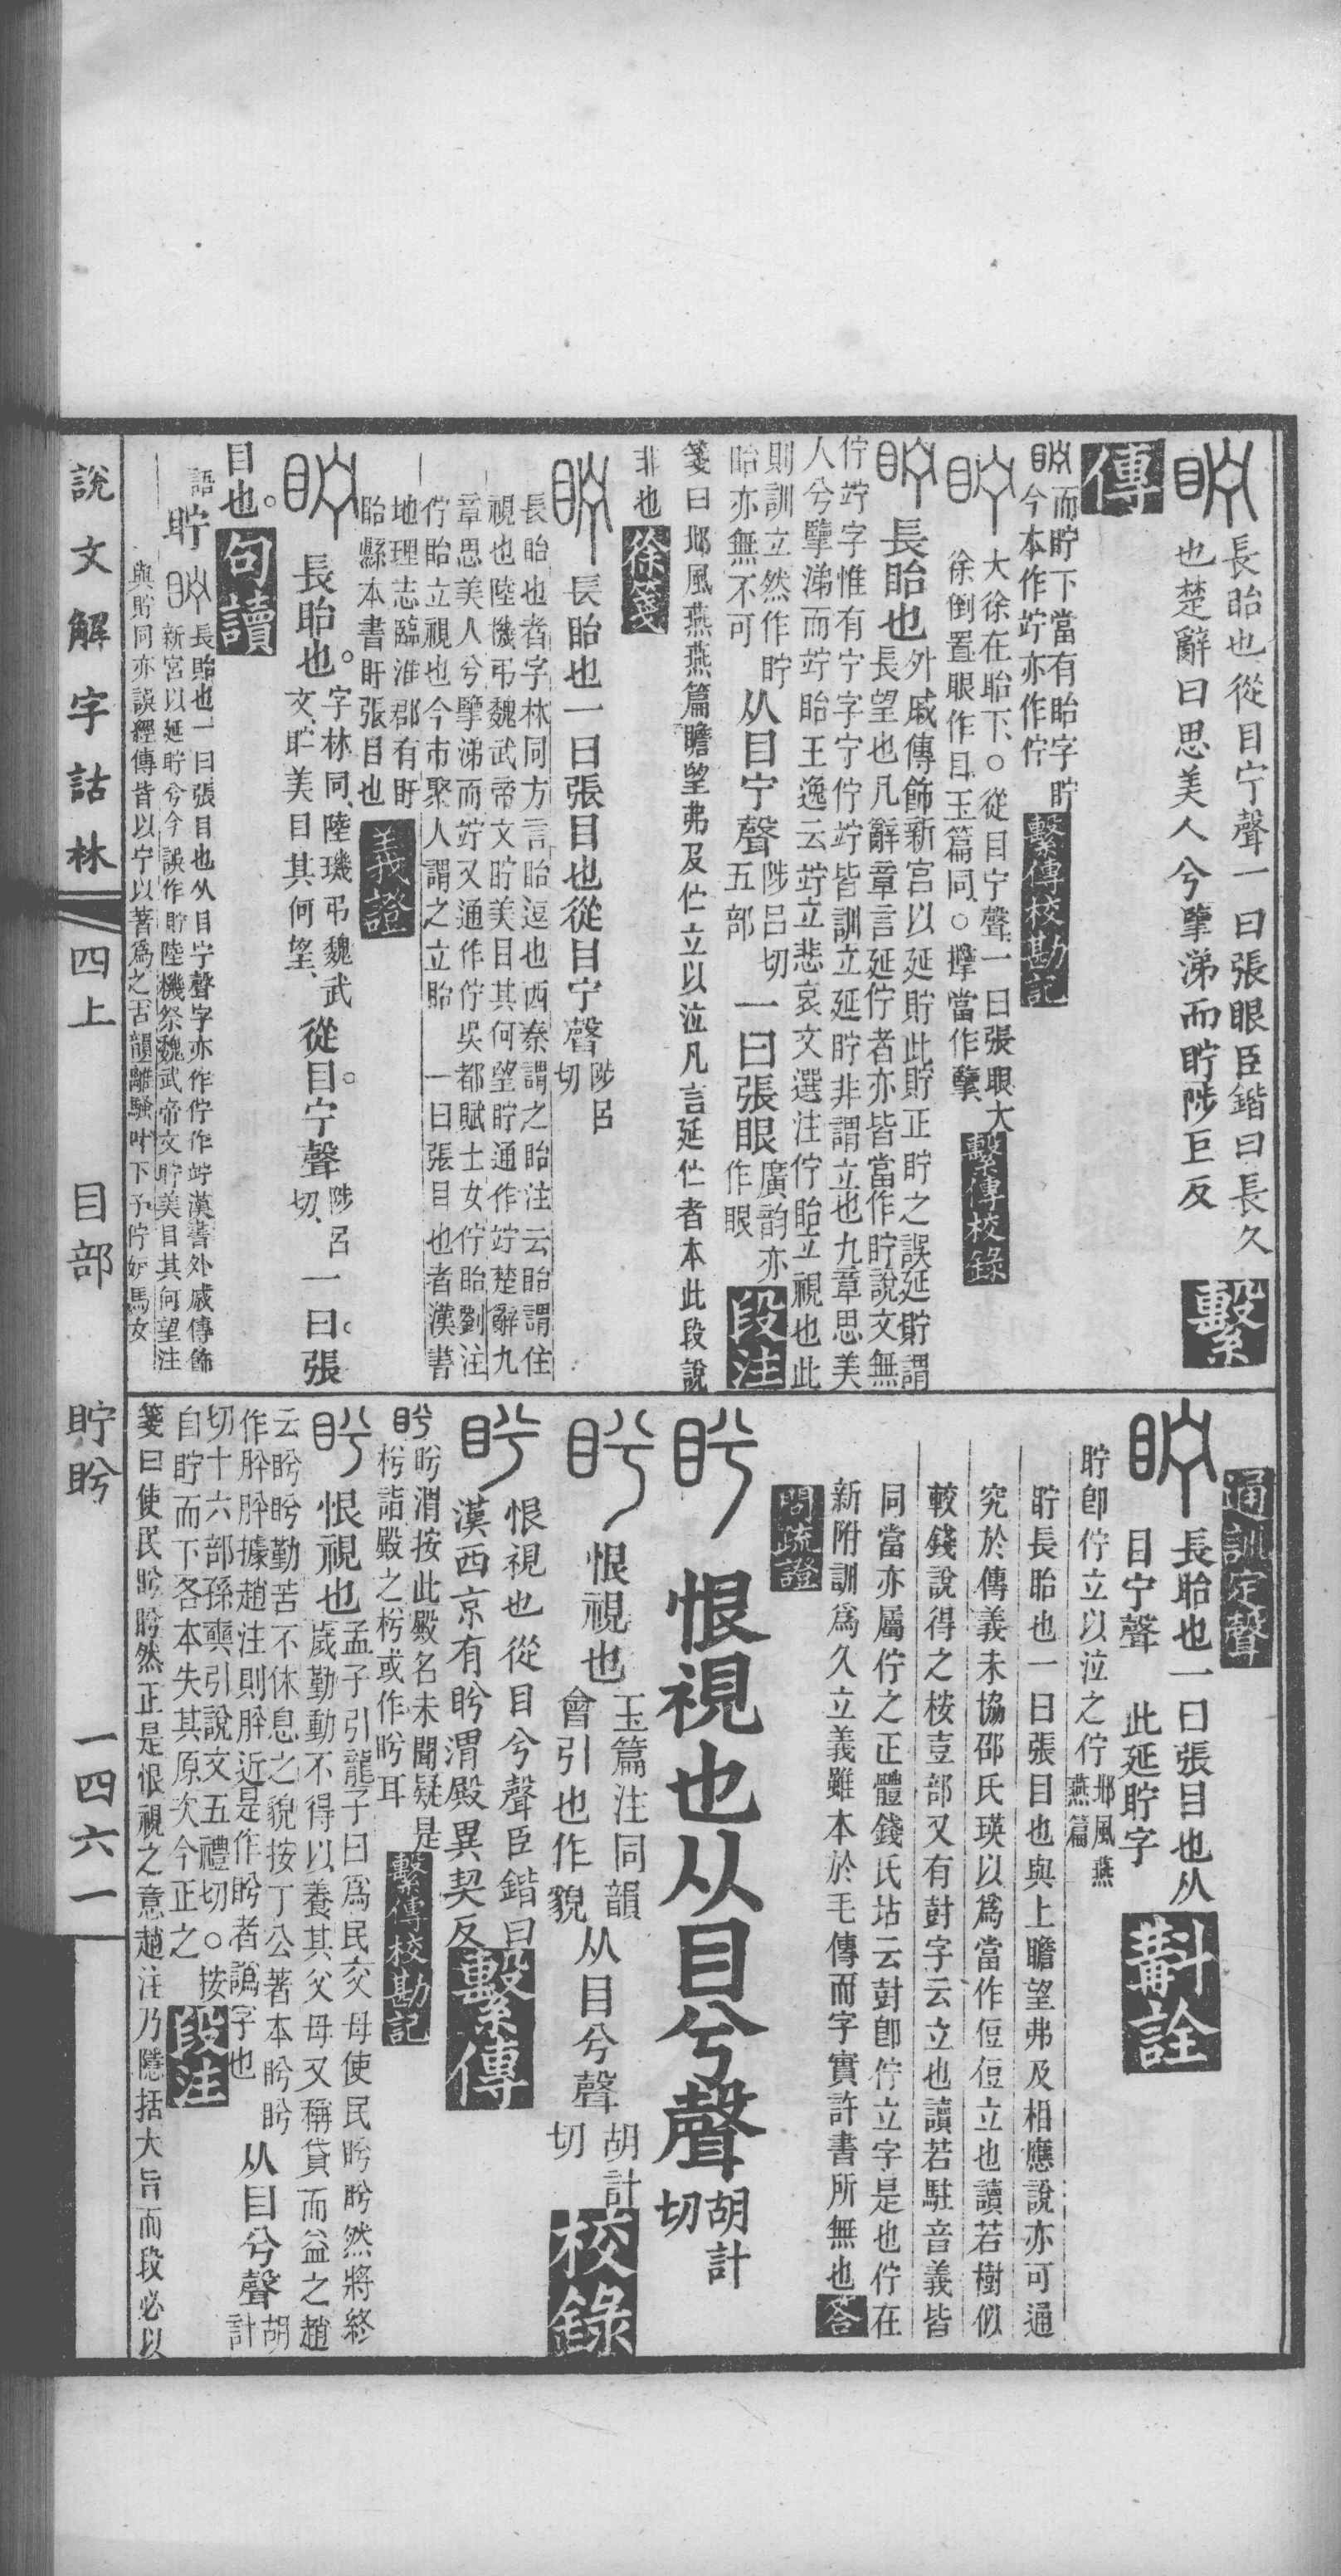 長眙也從目宁聲一曰張眼臣鍇曰長久
也楚辭曰思美人兮擥涕而眝陟巨反
繫
傳
而眝下當有眙字眝
今本作竚亦作佇
繫傳校勘記
大徐在眙下○從目宁聲一曰張眼大
徐倒置眼作目玉篇同○擥當作擥
繫傳校錄
長眙也
外戚傳飾新宮以延貯此貯正眝之誤延貯謂
長望也凡辭章言延佇者亦皆當作眝說文無
佇竚字惟有宁字宁佇竚皆訓立延眝非謂立也九章思美
人兮擥涕而竚眙王逸云竚立悲哀文選注佇眙立視也此
則訓立然作眝
眙亦無不可
从目宁聲
陟呂切
五部
一曰張眼
廣韵亦
作眼
段注
箋曰邶風燕燕篇瞻望弗及伫立以泣凡言延伫者本此段說
非也
徐箋
長眙也一曰張目也從目宁聲
陟呂
切
長眙也者字林同方言眙逗也西秦謂之眙注云眙謂住
視也陸機弔魏武帝文眝美目其何望眝通作竚楚辭九
章思美人兮擥涕而竚又通作佇吳都賦士女佇眙劉注
佇眙立視也今市聚人謂之立眙 一曰張目也者漢書
地理志臨淮郡有盱
眙縣本書盱張目也
義證
長眙也。
字林同、陸璣弔魏武
文、眝美目其何望、
從目宁聲。
陟呂
切、
一曰張
目也。
句讀
語
眝
長眙也一曰張目也从目宁聲字亦作佇作竚漢書外戚傳飾
新宮以延眝兮今誤作貯陸機祭魏武帝文眝美目其何望注
與貯同亦誤經傳皆以宁以著爲之古韻離騷叶下予佇妒馬女
通訓定聲
長眙也一曰張目也从
目宁聲 此延眝字
斠詮
眝卽佇立以泣之佇
邶風燕
燕篇
眝長眙也一曰張目也與上瞻望弗及相應說亦可通
究於傳義未協邵氏瑛以爲當作侸侸立也讀若樹似
較錢說得之桉壴部又有尌字云立也讀若駐音義皆
同當亦屬佇之正體錢氏坫云尌卽佇立字是也佇在
新附訓爲久立義雖本於毛傳而字實許書所無也
答
問疏證
恨視也从目兮聲
胡計
切
恨視也
玉篇注同韻
會引也作貌
从目兮聲
胡計
切
校錄
恨視也從目兮聲臣鍇曰
漢西京有盻渭殿異契反
繫傳
盻渭按此殿名未聞疑是
栘詣殿之栘或作盻耳
繫傳校勘記
恨視也
孟子引龍子曰爲民父母使民盻盻然將終
歲勤動不得以養其父母又稱貸而益之趙
云盻盻勤苦不休息之貌按丁公著本盻盻
作肹肹據趙注則肹近是作盻者譌字也
从目兮聲
胡
計
切十六部孫奭引說文五禮切。按
自眝而下各本失其原次今正之
段注
箋曰使民盻盻然正是恨視之意趙注乃隱括大旨而段必以
說文解字詁林
四上
目部
眝盻
一四六一